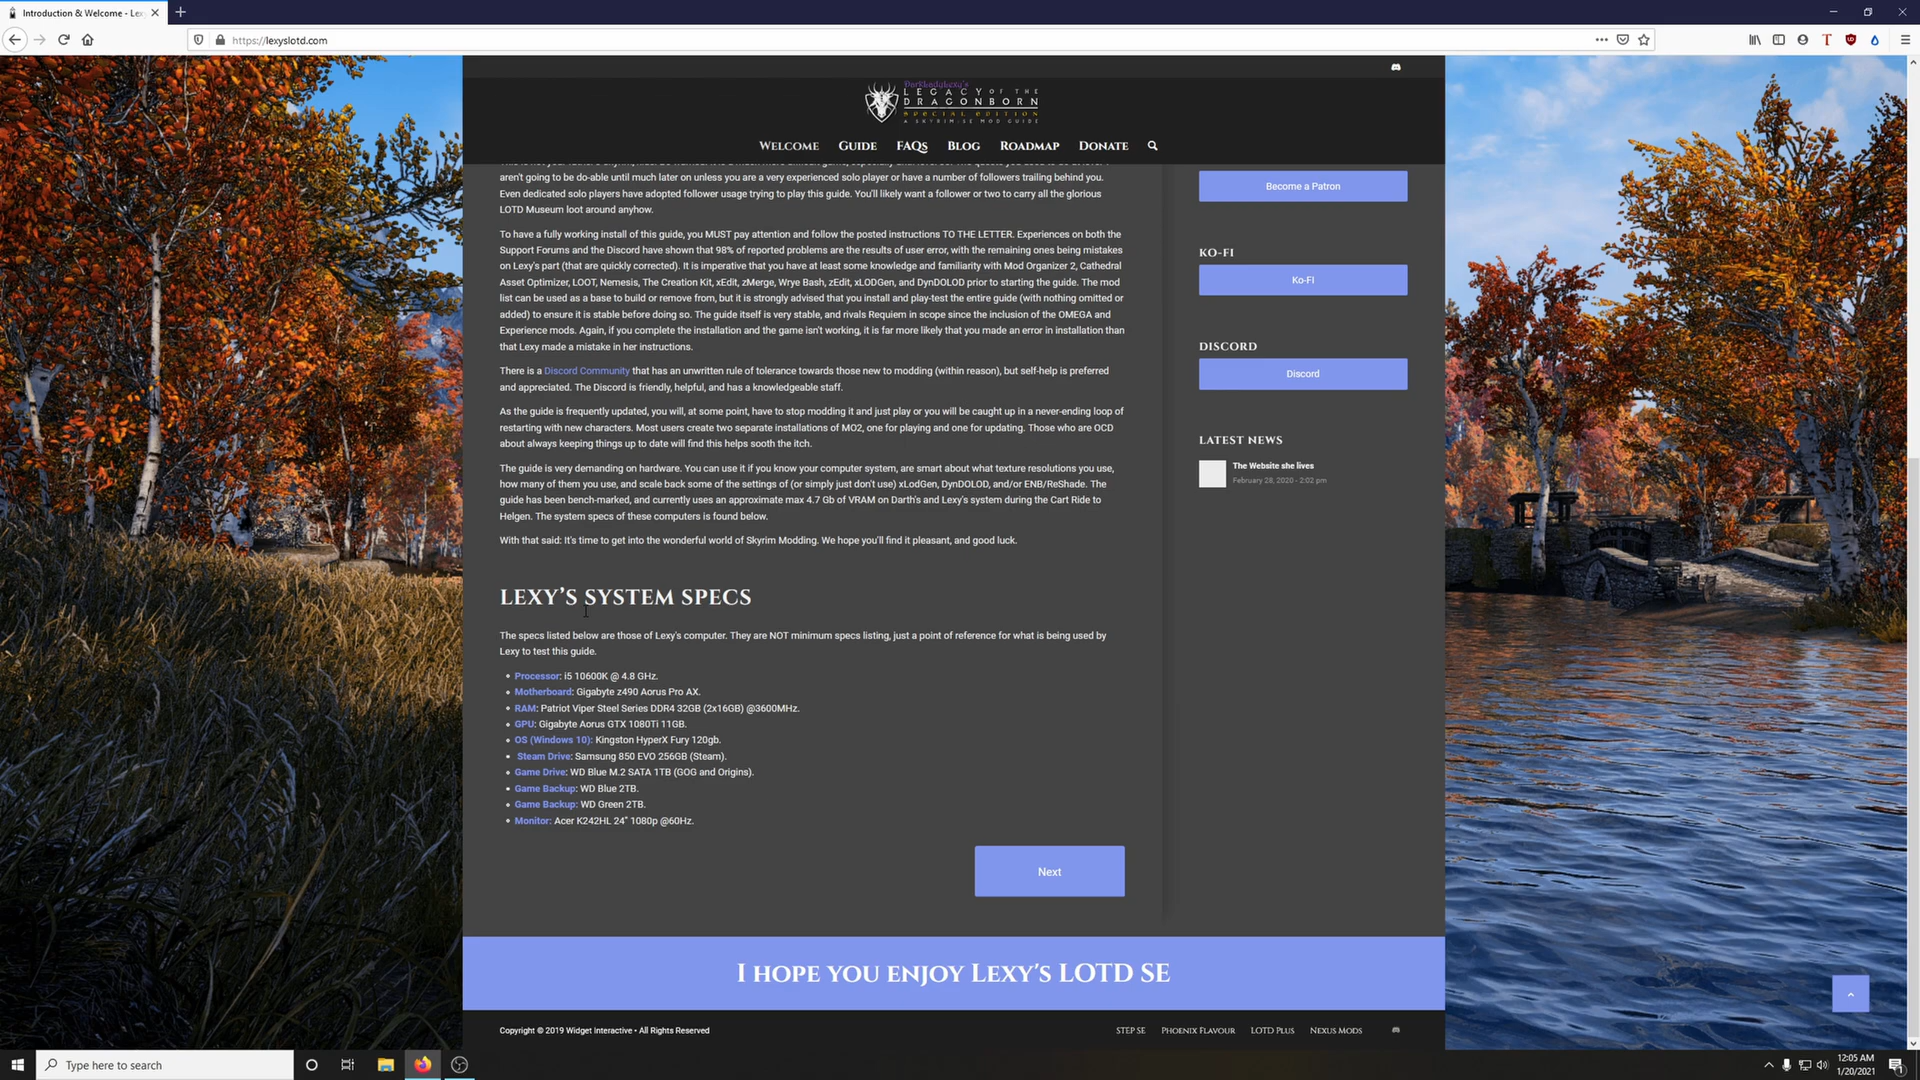 Introduction & Welcome - Lex
https://lexyslotd.com
DarkladyLexy's
LEGACY OF THE
DRAGONBORN
SPECIAL EDITION
A SKYRIM:SE MOD GUIDE
WELCOME GUIDE FAQS BLOG ROADMAP DONATE
aren't going to be do-able until much later on unless you are a very experienced solo player or have a number of followers trailing behind you.
Even dedicated solo players have adopted follower usage trying to play this guide. You'll likely want a follower or two to carry all the glorious
LOTD Museum loot around anyhow.
To have a fully working install of this guide, you MUST pay attention and follow the posted instructions TO THE LETTER. Experiences on both the
Support Forums and the Discord have shown that 98% of reported problems are the results of user error, with the remaining ones being mistakes
on Lexy's part (that are quickly corrected). It is imperative that you have at least some knowledge and familiarity with Mod Organizer 2, Cathedral
Asset Optimizer, LOOT, Nemesis, The Creation Kit, xEdit, zMerge, Wrye Bash, zEdit, xLODGen, and DynDOLOD prior to starting the guide. The mod
list can be used as a base to build or remove from, but it is strongly advised that you install and play-test the entire guide (with nothing omitted or
added) to ensure it is stable before doing so. The guide itself is very stable, and rivals Requiem in scope since the inclusion of the OMEGA and
Experience mods. Again, if you complete the installation and the game isn't working, it is far more likely that you made an error in installation than
that Lexy made a mistake in her instructions.
There is a Discord Community that has an unwritten rule of tolerance towards those new to modding (within reason), but self-help is preferred
and appreciated. The Discord is friendly, helpful, and has a knowledgeable staff.
As the guide is frequently updated, you will, at some point, have to stop modding it and just play or you will be caught up in a never-ending loop of
restarting with new characters. Most users create two separate installations of MO2, one for playing and one for updating. Those who are OCD
about always keeping things up to date will find this helps sooth the itch.
The guide is very demanding on hardware. You can use it if you know your computer system, are smart about what texture resolutions you use,
how many of them you use, and scale back some of the settings of (or simply just don't use) xLodGen, DynDOLOD, and/or ENB/ReShade. The
guide has been bench-marked, and currently uses an approximate max 4.7 Gb of VRAM on Darth's and Lexy's system during the Cart Ride to
Helgen. The system specs of these computers is found below.
With that said: It's time to get into the wonderful world of Skyrim Modding. We hope you'll find it pleasant, and good luck.
LEXY'S SYSTEM SPECS
The specs listed below are those of Lexy's computer. They are NOT minimum specs listing, just a point of reference for what is being used by
Lexy to test this guide.
Processor: i5 10600K @ 4.8 GHz.
Motherboard: Gigabyte z490 Aorus Pro AX.
RAM: Patriot Viper Steel Series DDR4 32GB (2x16GB) @3600MHz.
GPU: Gigabyte Aorus GTX 1080Ti 11GB.
OS (Windows 10): Kingston HyperX Fury 120gb.
Steam Drive: Samsung 850 EVO 256GB (Steam).
Game Drive: WD Blue M.2 SATA 1TB (GOG and Origins).
Game Backup: WD Blue 2TB.
Game Backup: WD Green 2TB.
Monitor: Acer K242HL 24" 1080p @60Hz.
Next
Become a Patron
KO-FI
Ko-FI
DISCORD
Discord
LATEST NEWS
The Website she lives
February 28, 2020 - 2:02 pm
I HOPE YOU ENJOY LEXY'S LOTD SE
Copyright © 2019 Widget Interactive • All Rights Reserved
STEP SE PHOENIX FLAVOUR LOTD PLUS NEXUS MODS
Type here to search
12:05 AM
1/20/2021